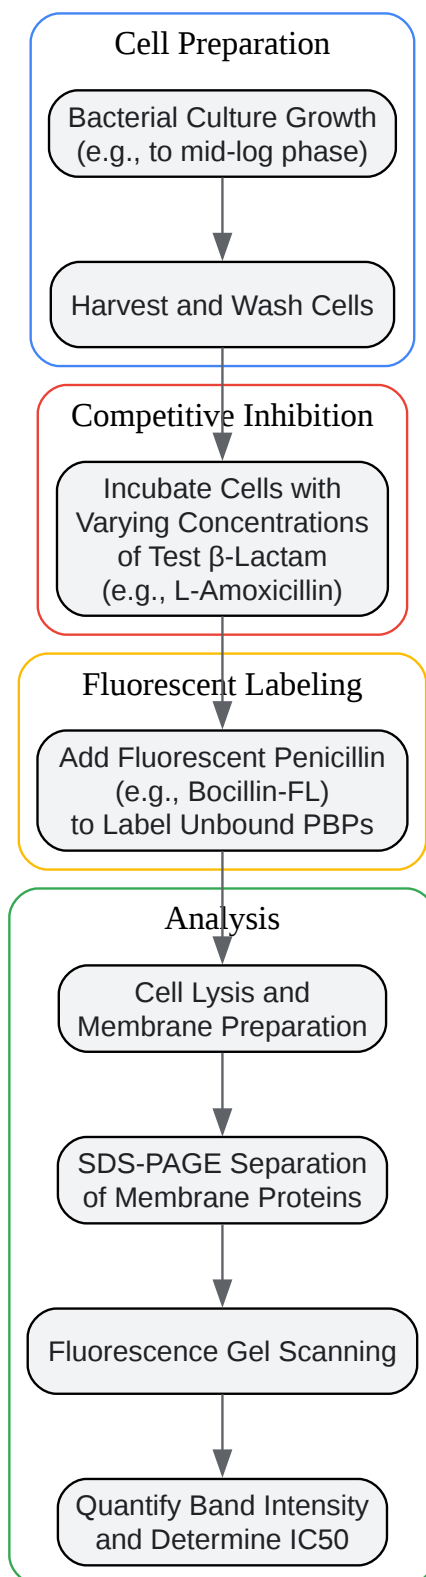 Cell Preparation
Bacterial Culture Growth
(e.g., to mid-log phase)
Harvest and Wash Cells
Competitive Inhibition
Incubate Cells with
Varying Concentrations
of Test β-Lactam
(e.g., L-Amoxicillin)
Fluorescent Labeling
Add Fluorescent Penicillin
(e.g., Bocillin-FL)
to Label Unbound PBPs
Analysis
Cell Lysis and
Membrane Preparation
SDS-PAGE Separation
of Membrane Proteins
Fluorescence Gel Scanning
Quantify Band Intensity
and Determine IC50